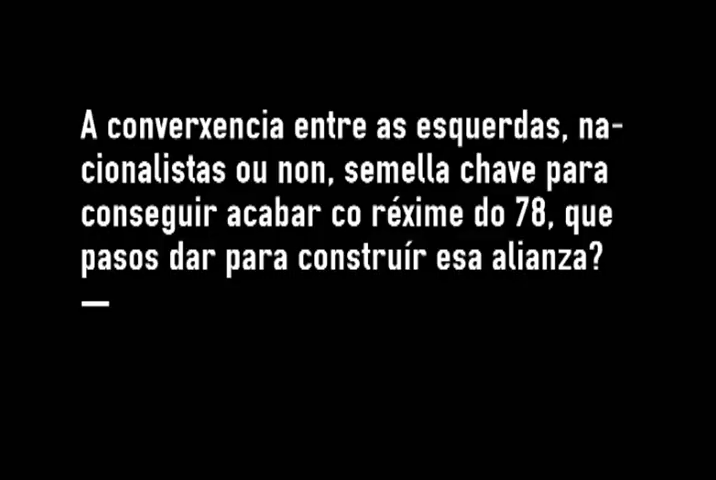 A converxencia entre as esquerdas, na-
cionalistas ou non, semella chave para
conseguir acabar co réxime do 78, que
pasos dar para construír esa alianza?